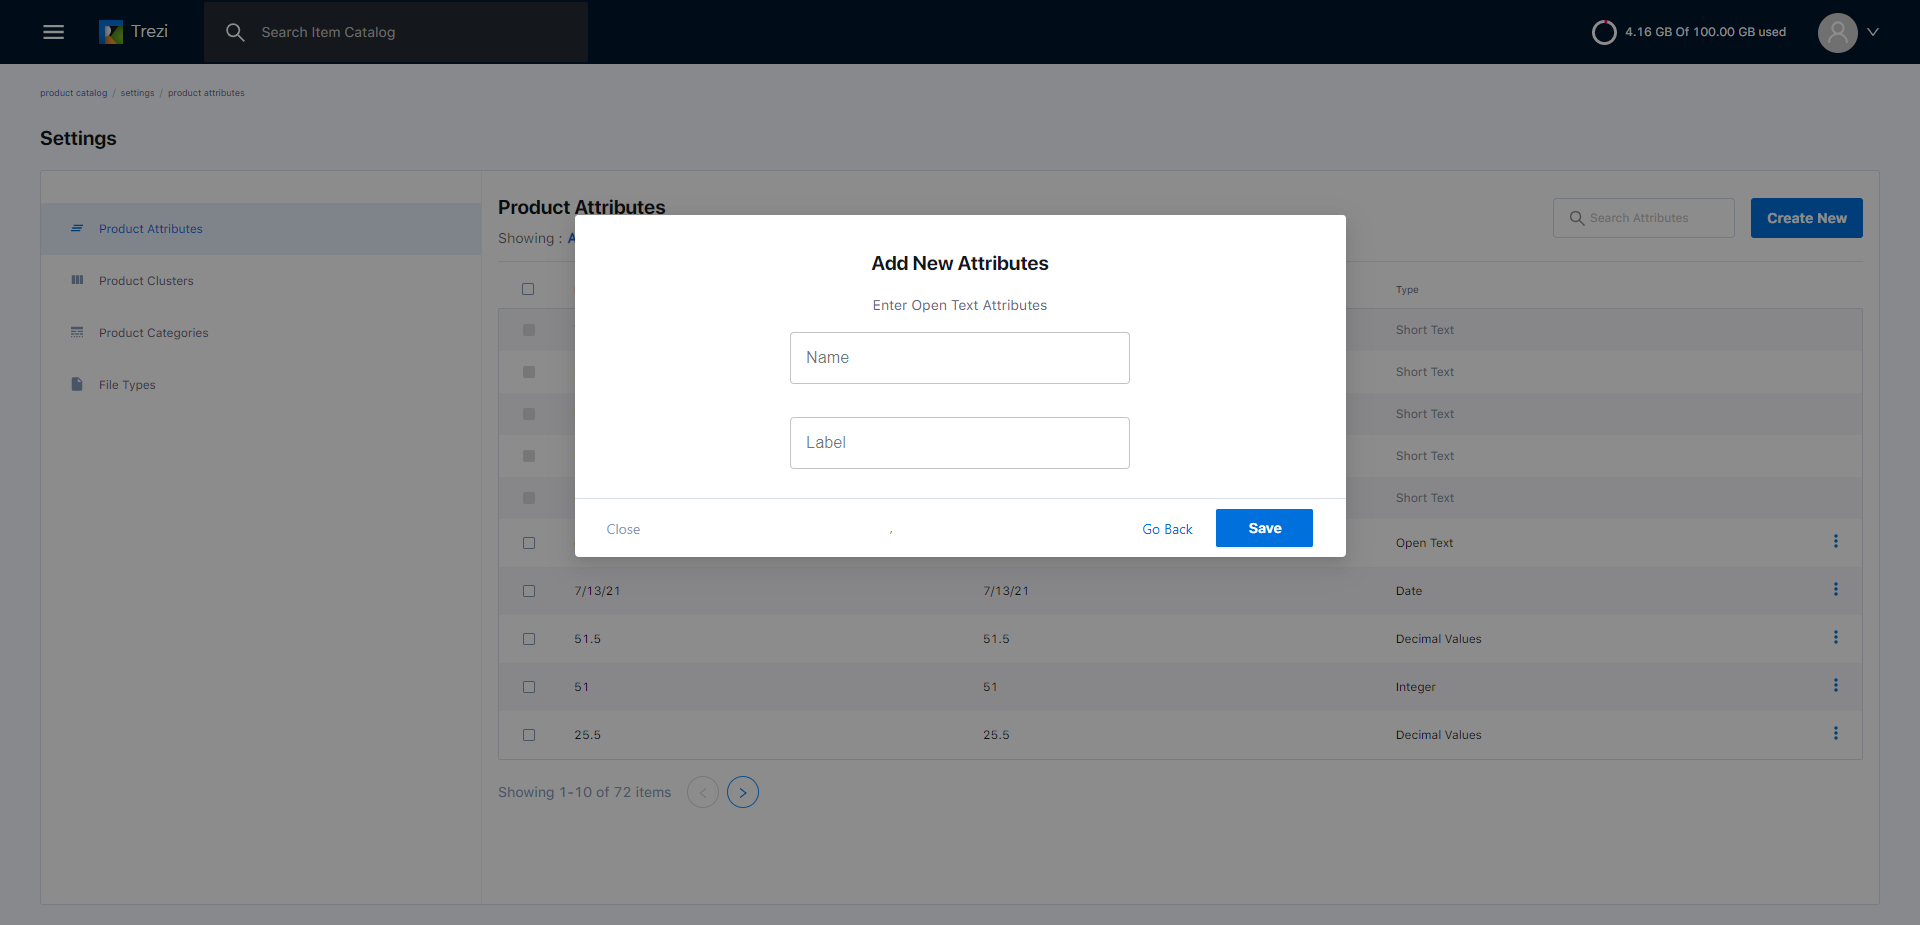 Trezi
Search Item Catalog
4.16 GB Of 100.00 GB used
product catalog / settings / product attributes
Settings
Product Attributes
Product Clusters
Product Categories
File Types
Product Attributes
Showing : A
Search Attributes
Create New
Type
Short Text
Short Text
Short Text
Short Text
Short Text
Open Text
7/13/21 7/13/21 Date
51.5 51.5 Decimal Values
51 51 Integer
25.5 25.5 Decimal Values
Showing 1-10 of 72 items
Add New Attributes
Enter Open Text Attributes
Name
Label
Close , Go Back Save